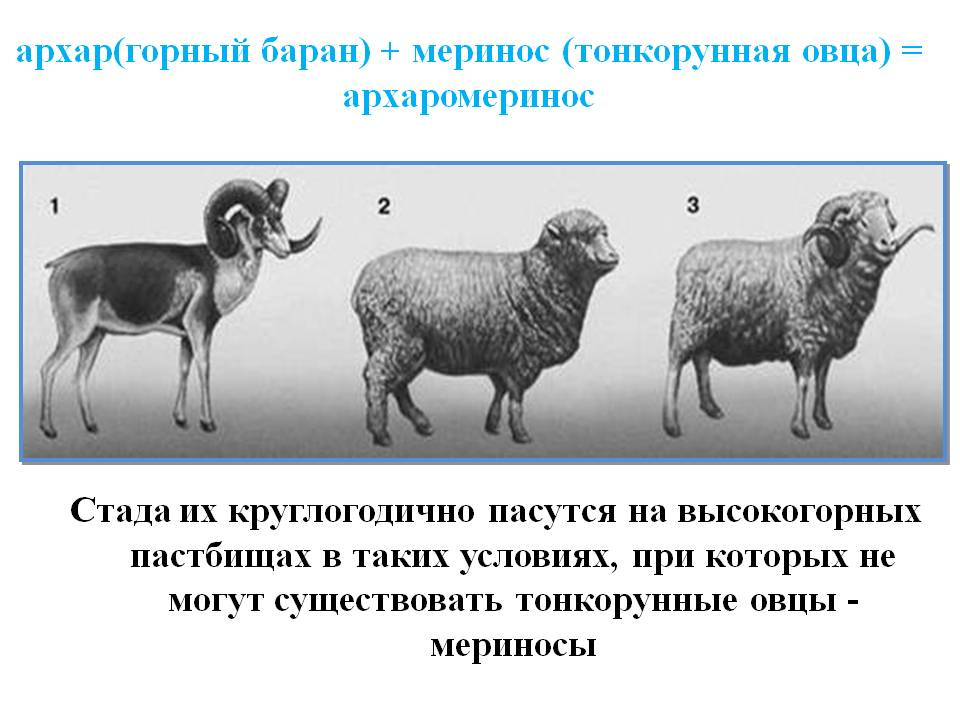 архар(горный баран) + меринос (тонкорунная овца) =
архаромеринос
1 2 3
Стада их круглогодично пасутся на высокогорных
пастбищах в таких условиях, при которых не
могут существовать тонкорунные овцы -
мериносы